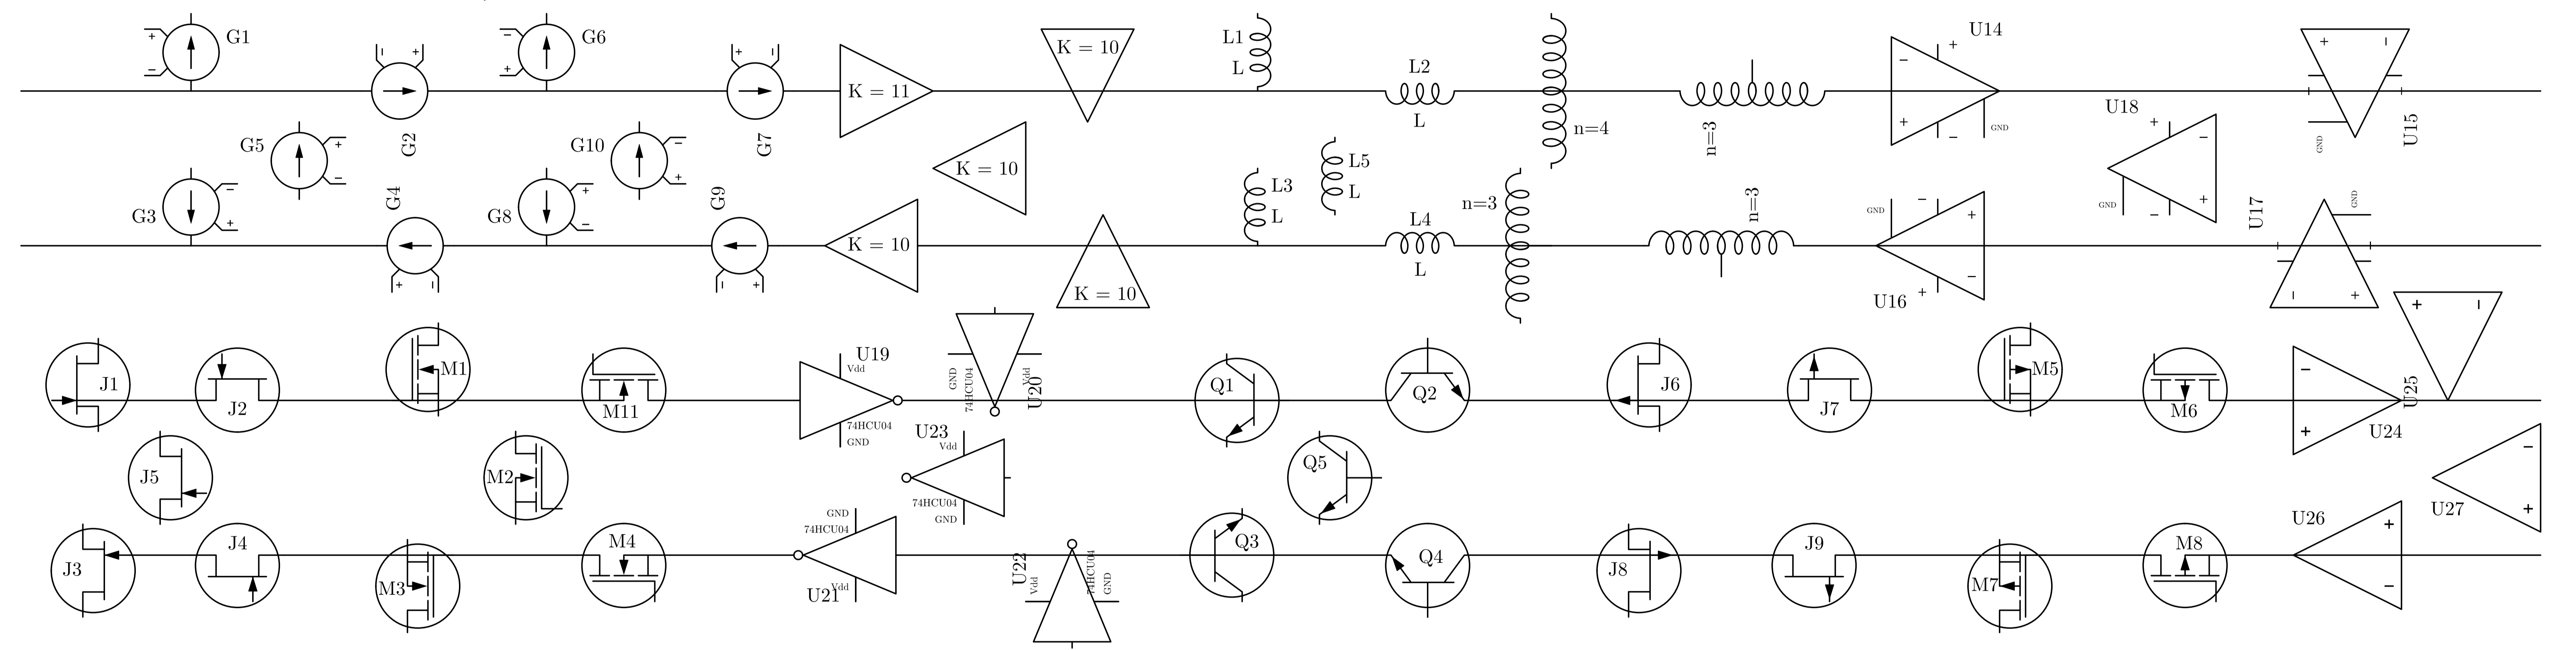 G1
G6
G2
G7
K = 11
K = 10
L1
L
L2
L
n=4
n=3
U14
GND
U15
GND
U18
GND
G5
G10
K = 10
L5
L
G3
G4
G8
G9
K = 10
K = 10
L3
L
L4
L
n=3
n=3
U16
GND
U17
GND
J1
J2
M1
M11
U19
Vdd
74HCU04
GND
U20
Vdd
74HCU04
GND
Q1
Q2
J6
J7
M5
M6
U24
U25
J5
M2
U23
Vdd
74HCU04
GND
Q5
U27
J3
J4
M3
M4
GND
74HCU04
U21
Vdd
U22
Vdd
74HCU04
GND
Q3
Q4
J8
J9
M7
M8
U26